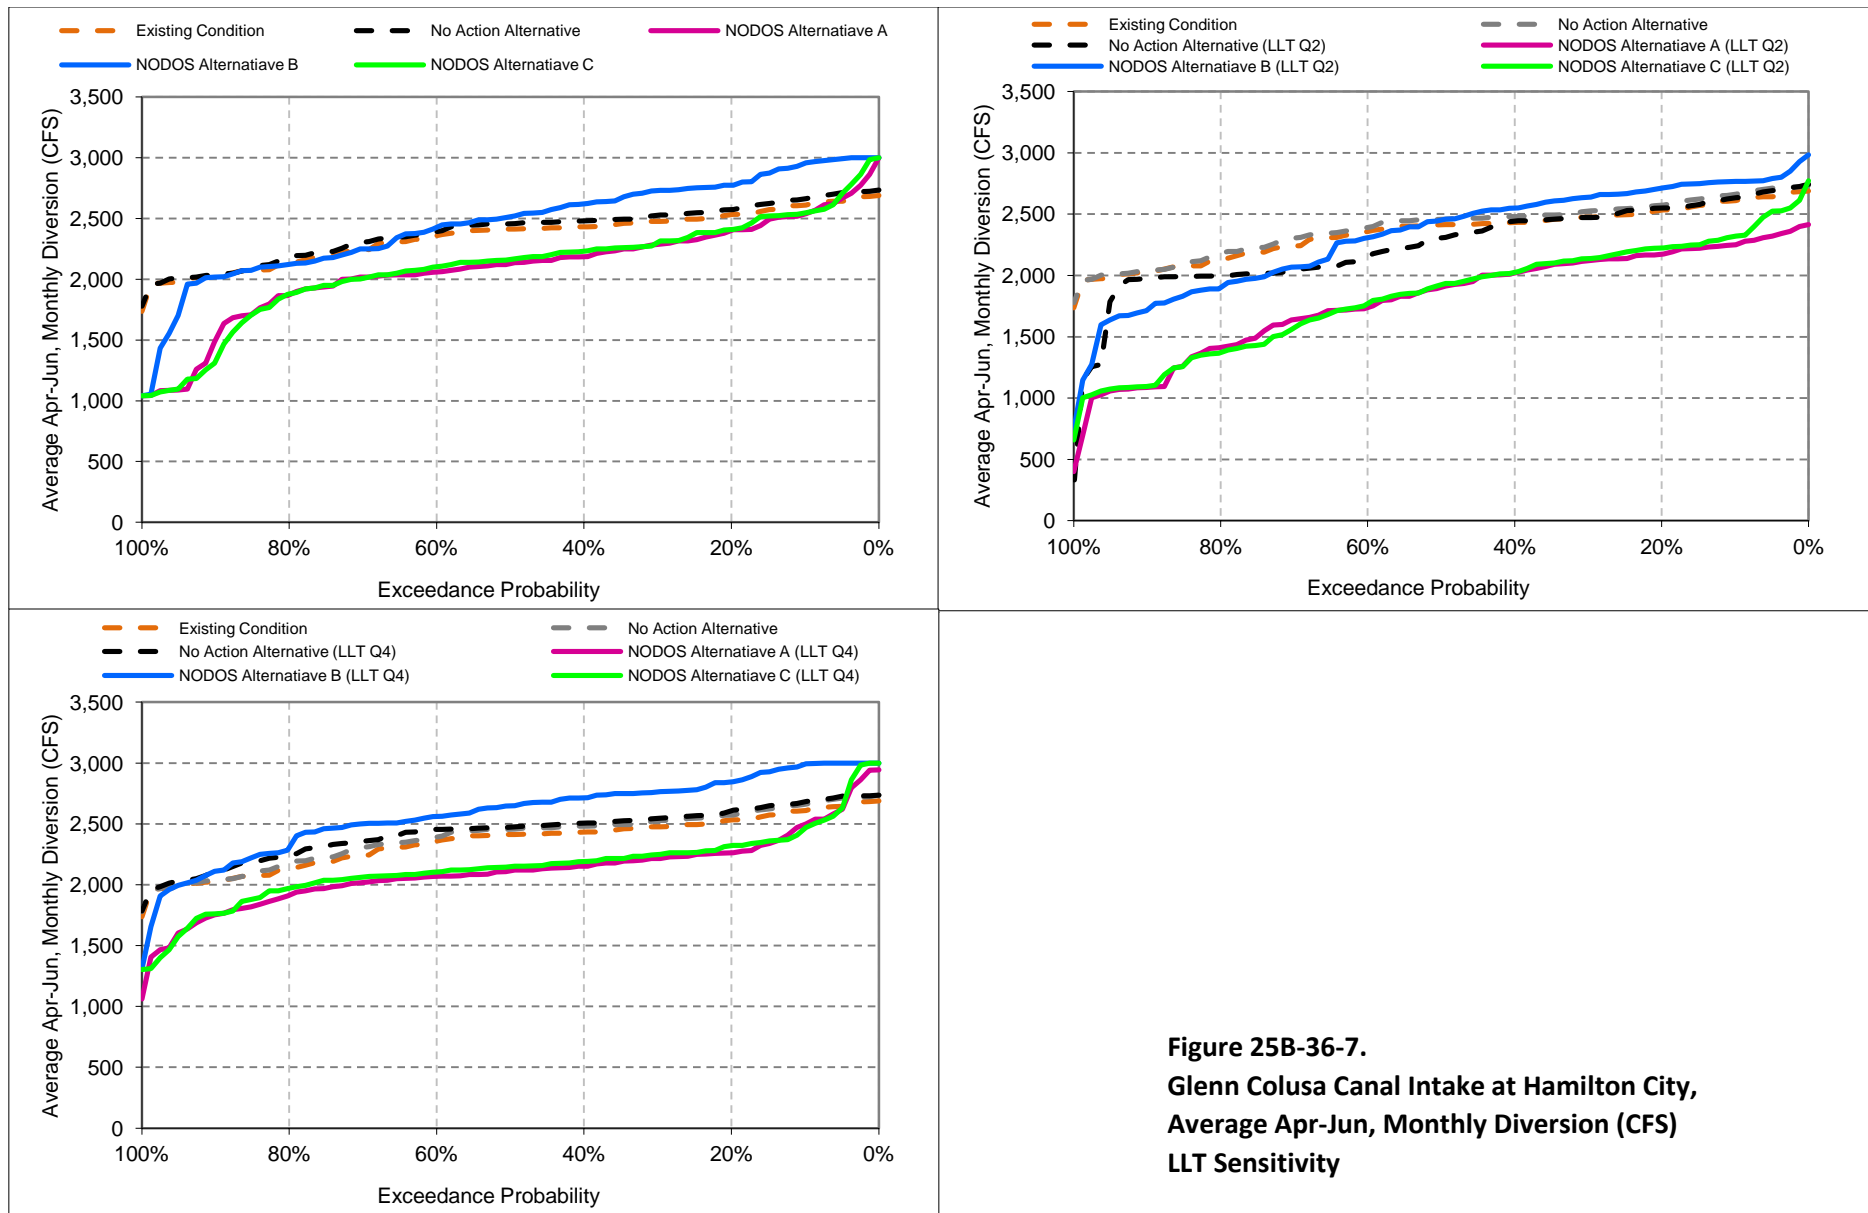 Existing Condition
No Action Alternative
NODOS Alternatiave A
NODOS Alternatiave B
NODOS Alternatiave C
Average Apr-Jun, Monthly Diversion (CFS)
3,500
3,000
2,500
2,000
1,500
1,000
500
0
100%
80%
60%
40%
20%
0%
Exceedance Probability
Existing Condition
No Action Alternative
No Action Alternative (LLT Q2)
NODOS Alternatiave A (LLT Q2)
NODOS Alternatiave B (LLT Q2)
NODOS Alternatiave C (LLT Q2)
Average Apr-Jun, Monthly Diversion (CFS)
3,500
3,000
2,500
2,000
1,500
1,000
500
0
100%
80%
60%
40%
20%
0%
Exceedance Probability
Existing Condition
No Action Alternative
No Action Alternative (LLT Q4)
NODOS Alternatiave A (LLT Q4)
NODOS Alternatiave B (LLT Q4)
NODOS Alternatiave C (LLT Q4)
Average Apr-Jun, Monthly Diversion (CFS)
3,500
3,000
2,500
2,000
1,500
1,000
500
0
100%
80%
60%
40%
20%
0%
Exceedance Probability
Figure 25B-36-7.
Glenn Colusa Canal Intake at Hamilton City,
Average Apr-Jun, Monthly Diversion (CFS)
LLT Sensitivity